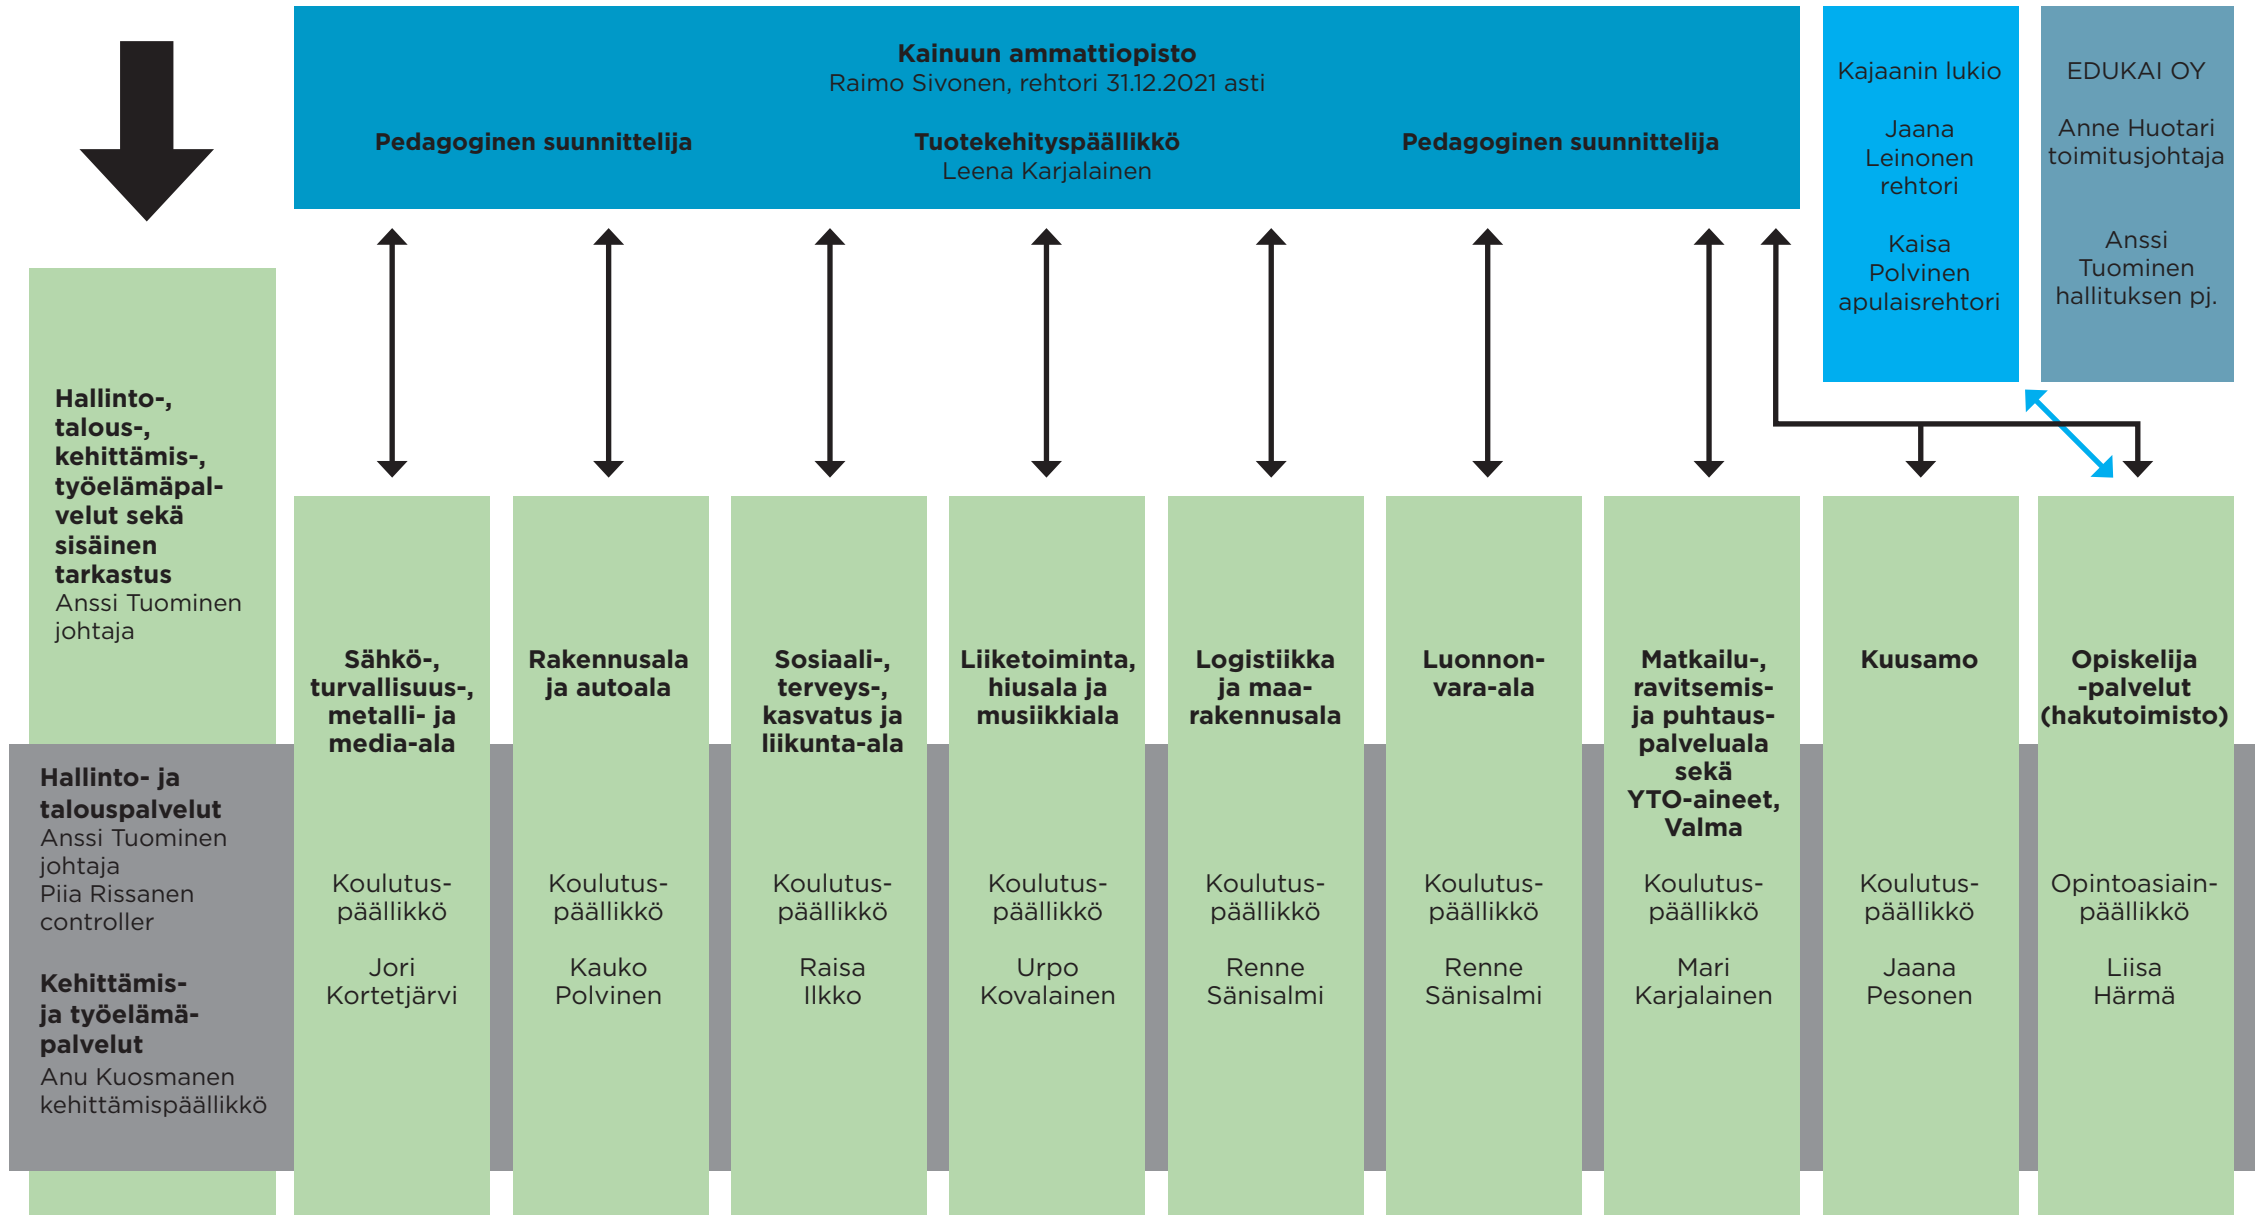 Kainuun ammattiopisto
Raimo Sivonen, rehtori 31.12.2021 asti
Pedagoginen suunnittelija
Tuotekehityspäällikkö
Leena Karjalainen
Pedagoginen suunnittelija
Kajaanin lukio
Jaana
Leinonen
rehtori
Kaisa
Polvinen
apulaisrehtori
EDUKAI OY
Anne Huotari
toimitusjohtaja
Anssi
Tuominen
hallituksen pj.
Hallinto-,
talous-,
kehittämis-,
työelämäpal-
velut sekä
sisäinen
tarkastus
Anssi Tuominen
johtaja
Hallinto- ja
talouspalvelut
Anssi Tuominen
johtaja
Piia Rissanen
controller
Kehittämis-
ja työelämä-
palvelut
Anu Kuosmanen
kehittämispäällikkö
Sähkö-,
turvallisuus-,
metalli- ja
media-ala
Koulutus-
päällikkö
Jori
Kortetjärvi
Rakennusala
ja autoala
Koulutus-
päällikkö
Kauko
Polvinen
Sosiaali-,
terveys-,
kasvatus ja
liikunta-ala
Koulutus-
päällikkö
Raisa
Ilkko
Liiketoiminta,
hiusala ja
musiikkiala
Koulutus-
päällikkö
Urpo
Kovalainen
Logistiikka
ja maa-
rakennusala
Koulutus-
päällikkö
Renne
Sänisalmi
Luonnon-
vara-ala
Koulutus-
päällikkö
Renne
Sänisalmi
Matkailu-,
ravitsemis-
ja puhtaus-
palveluala
sekä
YTO-aineet,
Valma
Koulutus-
päällikkö
Mari
Karjalainen
Kuusamo
Koulutus-
päällikkö
Jaana
Pesonen
Opiskelija
-palvelut
(hakutoimisto)
Opintoasiain-
päällikkö
Liisa
Härmä